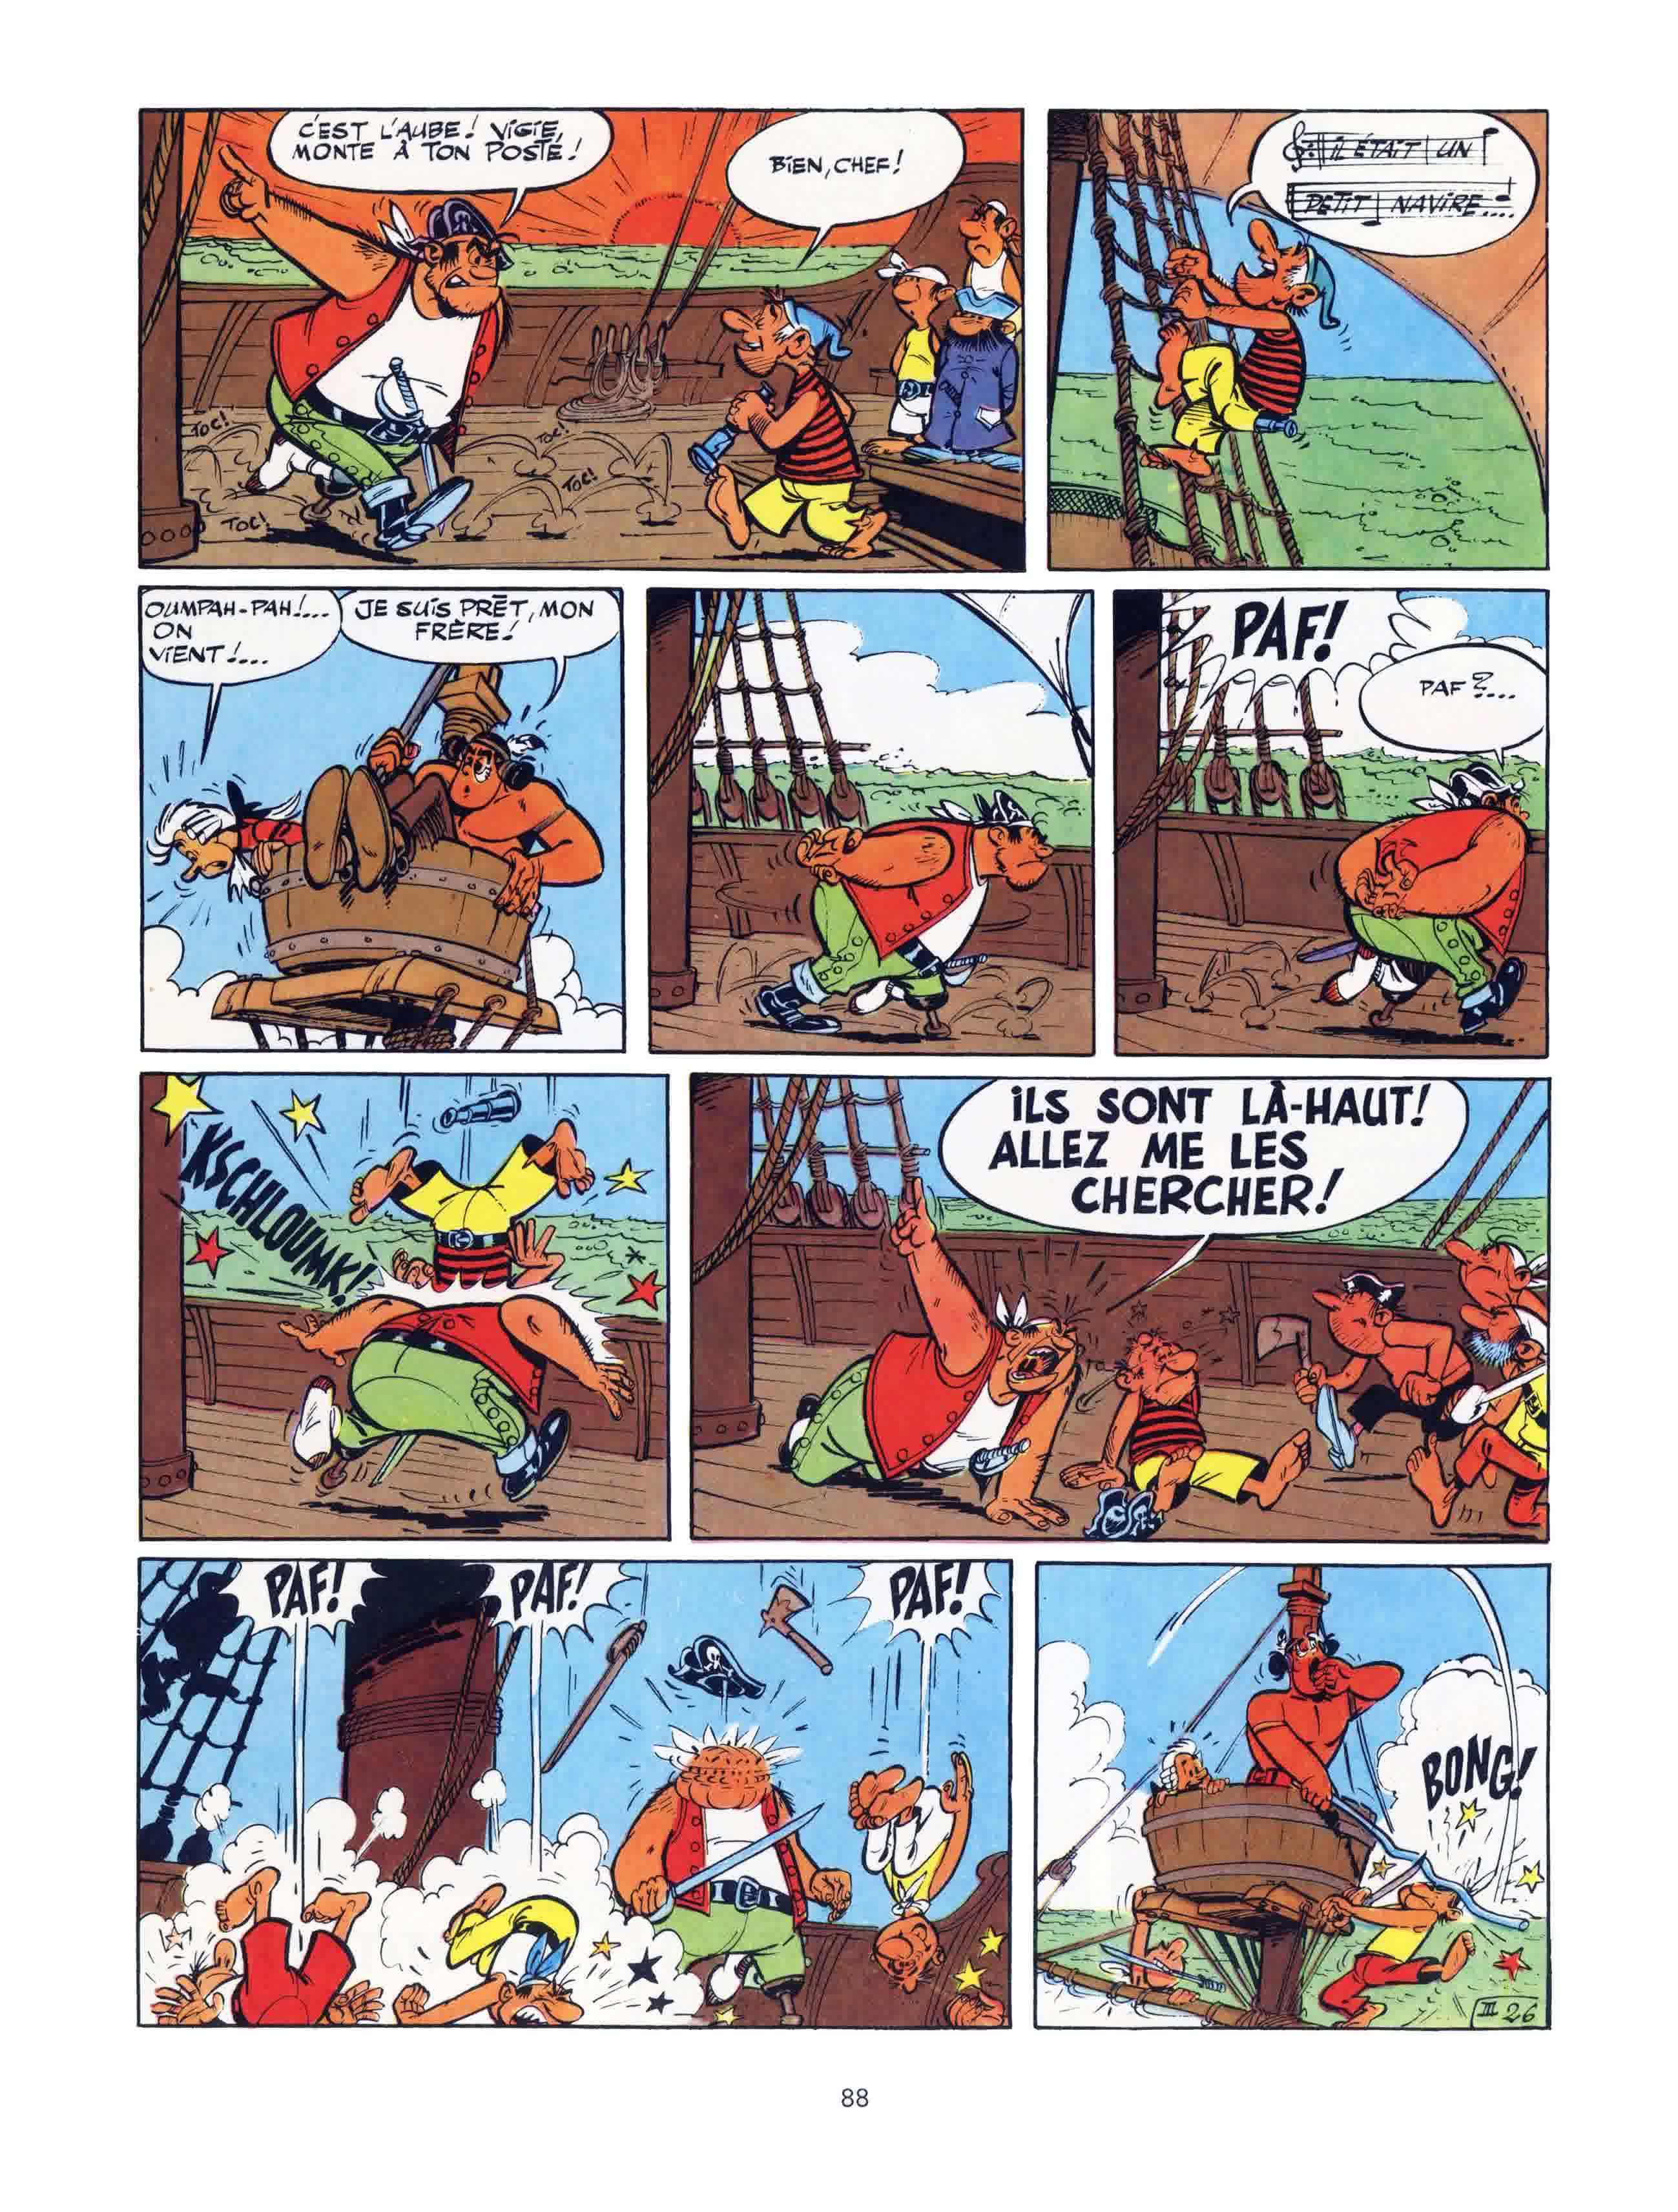 C'EST L'AUBE! VIGIE,
MONTE À TON POSTE!
BIEN, CHEF!
TOC!
TOC!
TOC!
TOC!
IL ÉTAIT UN
PETIT NAVIRE....
OUMPAH-PAH!...
ON
VIENT!...
JE SUIS PRÊT, MON
FRÈRE!
PAF!
PAF?...
KSCHLOUMK!
ILS SONT LÀ-HAUT!
ALLEZ ME LES
CHERCHER!
PAF!
PAF!
PAF!
BONG!
III 26
88